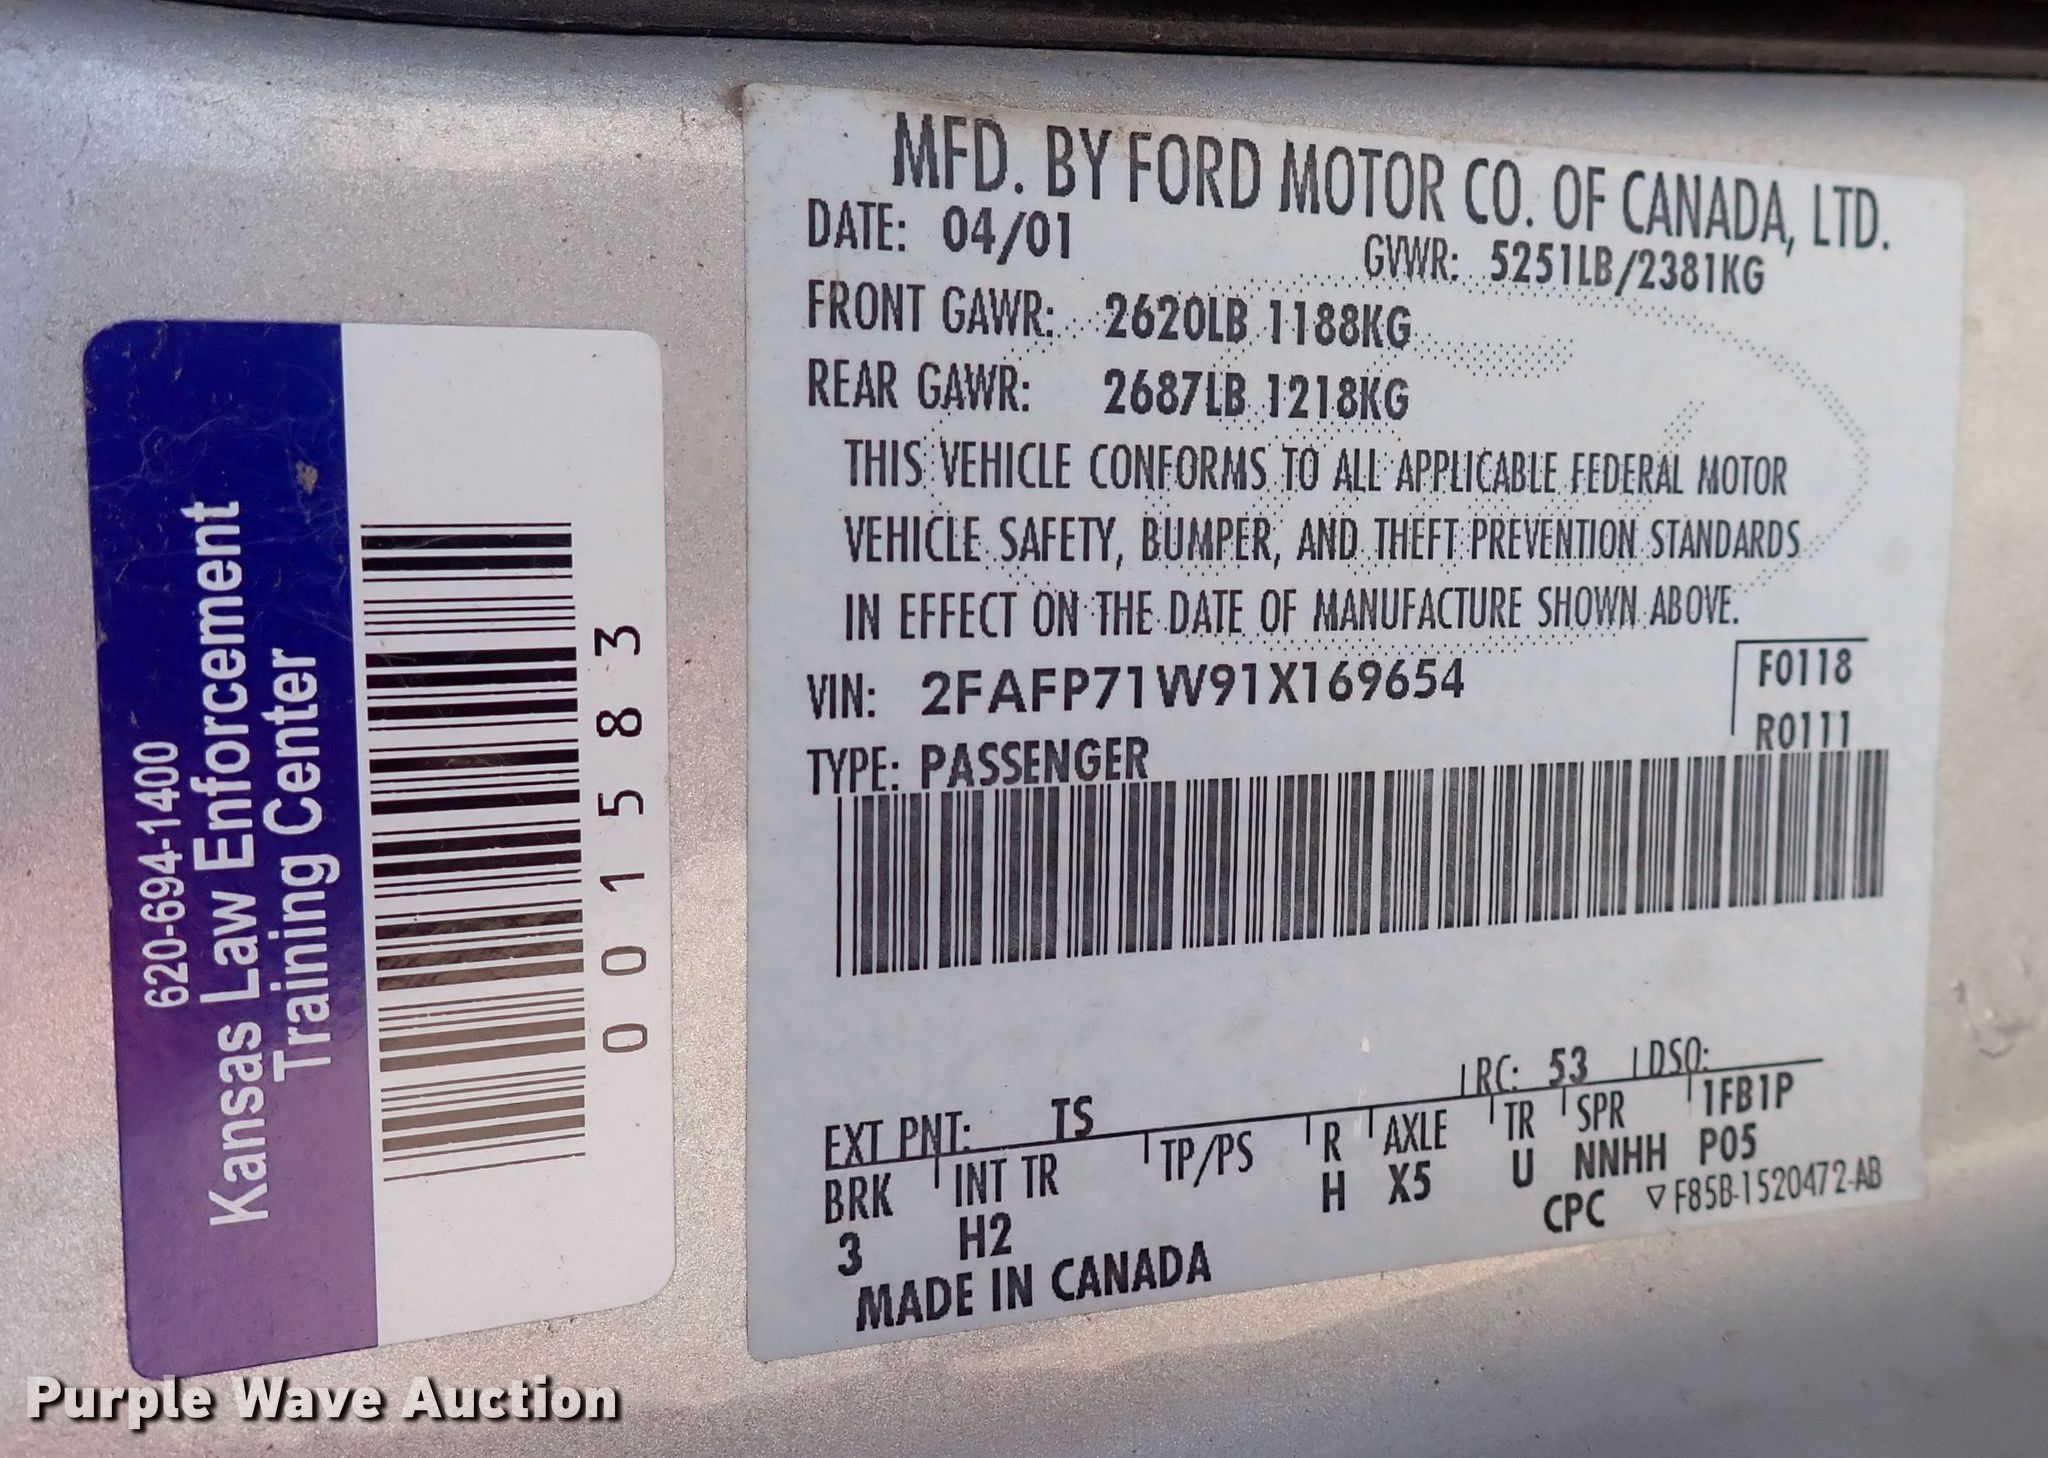 620-694-1400
Kansas Law Enforcement
Training Center
001583
MFD. BY FORD MOTOR CO. OF CANADA, LTD.
DATE: 04/01
GVWR: 5251LB/2381KG
FRONT GAWR: 2620LB 1188KG
REAR GAWR: 2687LB 1218KG
THIS VEHICLE CONFORMS TO ALL APPLICABLE FEDERAL MOTOR
VEHICLE SAFETY, BUMPER, AND THEFT PREVENTION STANDARDS
IN EFFECT ON THE DATE OF MANUFACTURE SHOWN ABOVE.
VIN: 2FAFP71W91X169654
F0118
R0111
TYPE: PASSENGER
EXT PNT: TS RC: 53 DSO:
BRK INT TR TP/PS R AXLE TR SPR 1FB1P
3 H2 H X5 U NNHH P05
CPC ▽F85B-1520472-AB
MADE IN CANADA
Purple Wave Auction